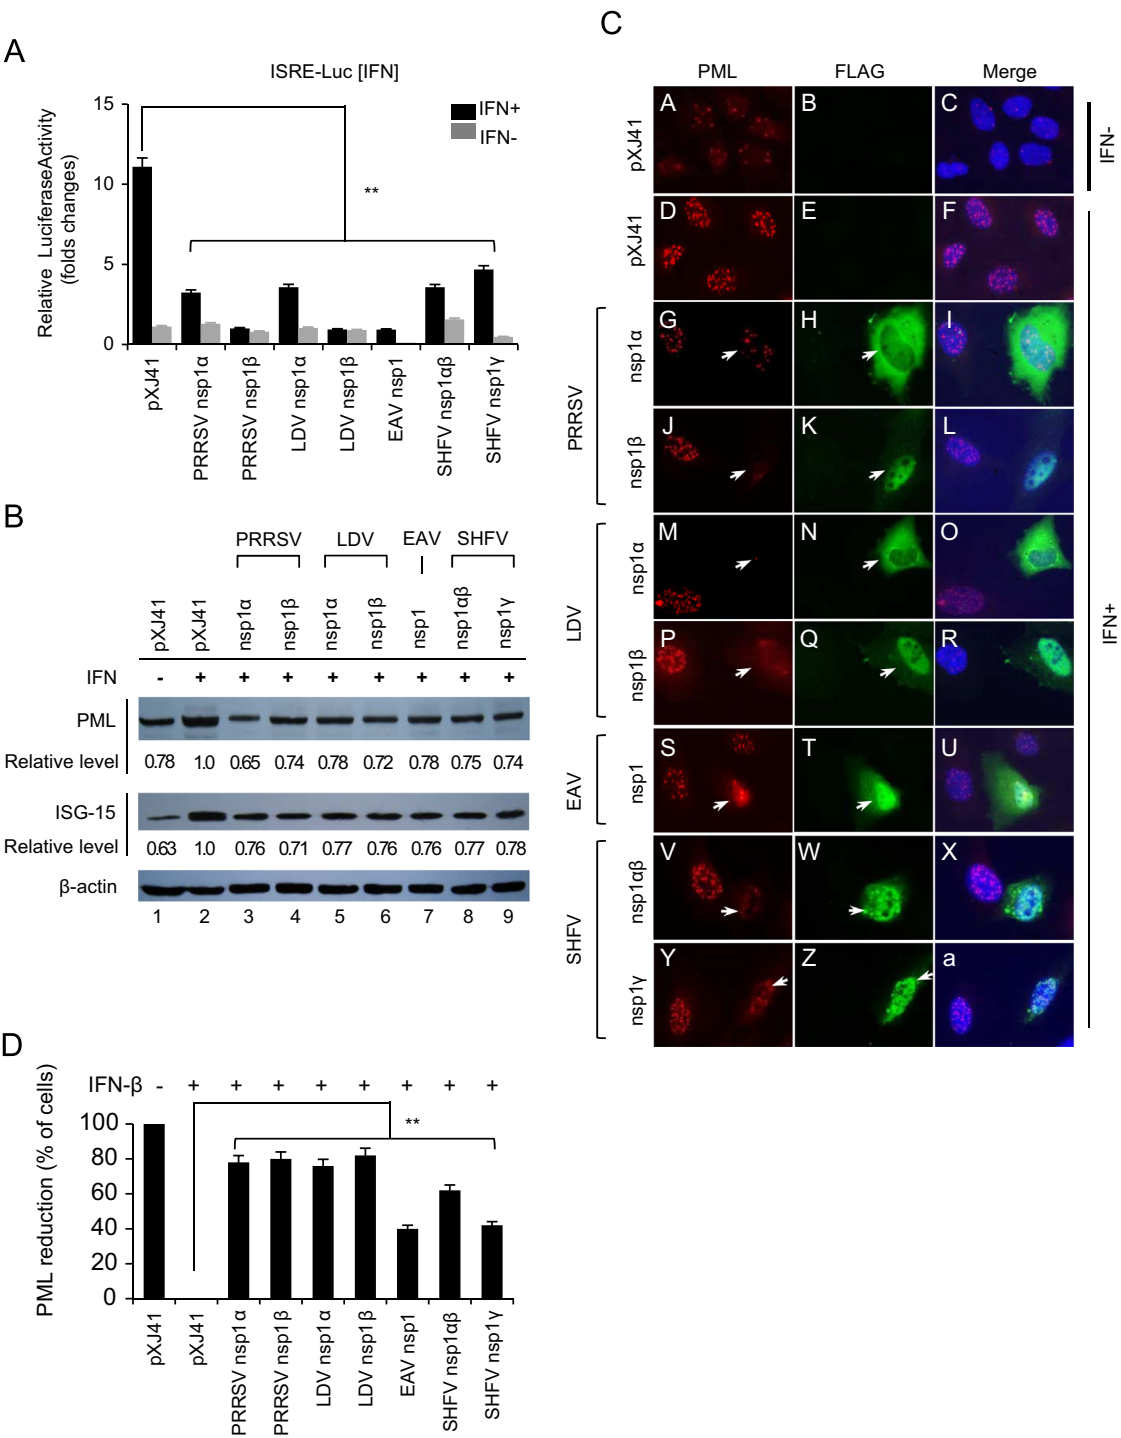 A
ISRE-Luc [IFN]
Relative LuciferaseActivity
(folds changes)
15
10
5
0
IFN+
IFN-
**
pXJ41
PRRSV nsp1α
PRRSV nsp1β
LDV nsp1α
LDV nsp1β
EAV nsp1
SHFV nsp1αβ
SHFV nsp1γ
B
PRRSV LDV EAV SHFV
pXJ41 pXJ41 nsp1α nsp1β nsp1α nsp1β nsp1 nsp1αβ nsp1γ
IFN - + + + + + + + +
PML
Relative level 0.78 1.0 0.65 0.74 0.78 0.72 0.78 0.75 0.74
ISG-15
Relative level 0.63 1.0 0.76 0.71 0.77 0.76 0.76 0.77 0.78
β-actin
1 2 3 4 5 6 7 8 9
C
PML FLAG Merge
pXJ41 A B C IFN-
pXJ41 D E F
PRRSV
nsp1α G H I
nsp1β J K L
LDV
nsp1α M N O
nsp1β P Q R
EAV
nsp1 S T U
SHFV
nsp1αβ V W X
nsp1γ Y Z a
IFN+
D
IFN-β - + + + + + + + +
PML reduction (% of cells)
100
80
60
40
20
0
**
pXJ41
pXJ41
PRRSV nsp1α
PRRSV nsp1β
LDV nsp1α
LDV nsp1β
EAV nsp1
SHFV nsp1αβ
SHFV nsp1γ